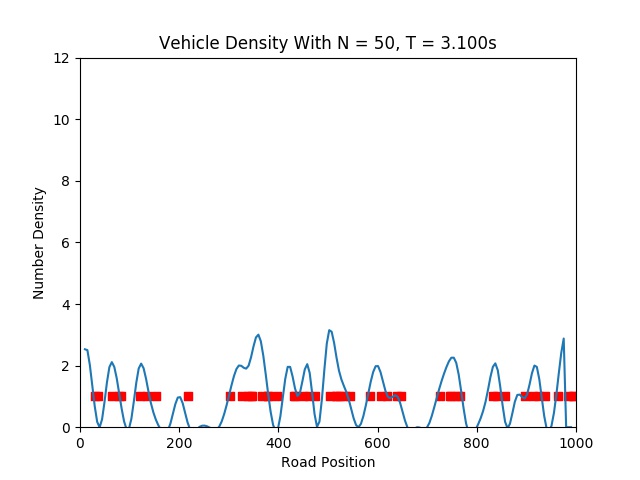 Vehicle Density With N = 50, T = 3.100s
12
10
8
6
4
2
0
Number Density
0 200 400 600 800 1000
Road Position